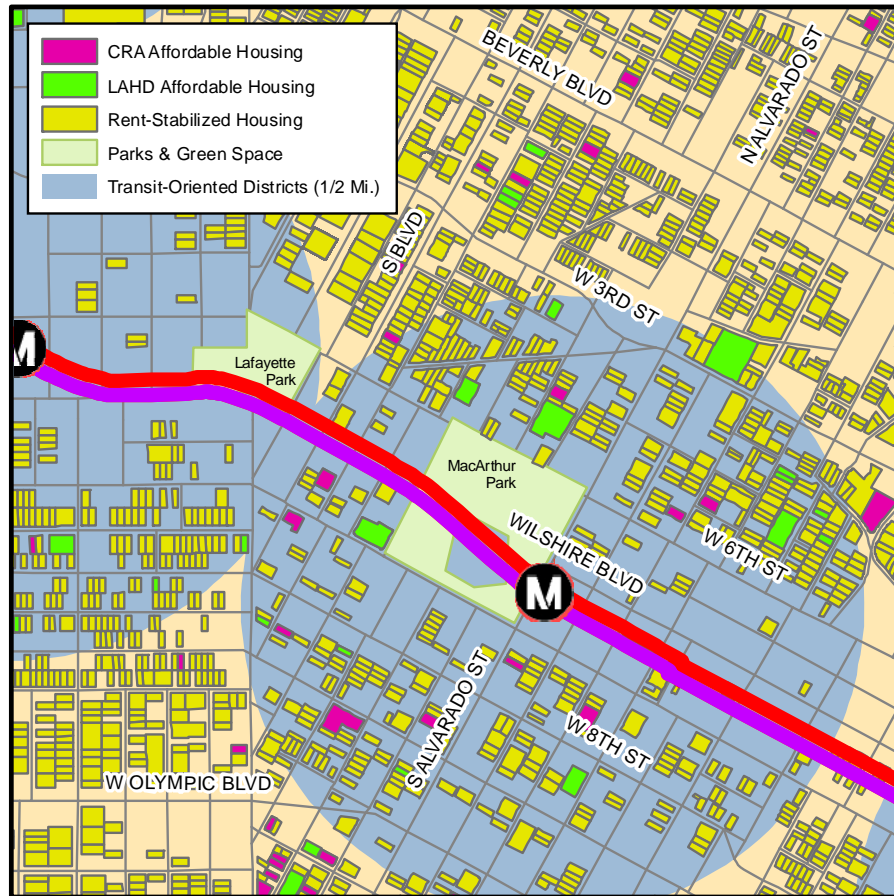 CRA Affordable Housing
LAHD Affordable Housing
Rent-Stabilized Housing
Parks & Green Space
Transit-Oriented Districts (1/2 Mi.)
BEVERLY BLVD
N ALVARADO ST
S BLVD
W 3RD ST
M
Lafayette
Park
MacArthur
Park
WILSHIRE BLVD
W 6TH ST
M
S ALVARADO ST
W 8TH ST
W OLYMPIC BLVD